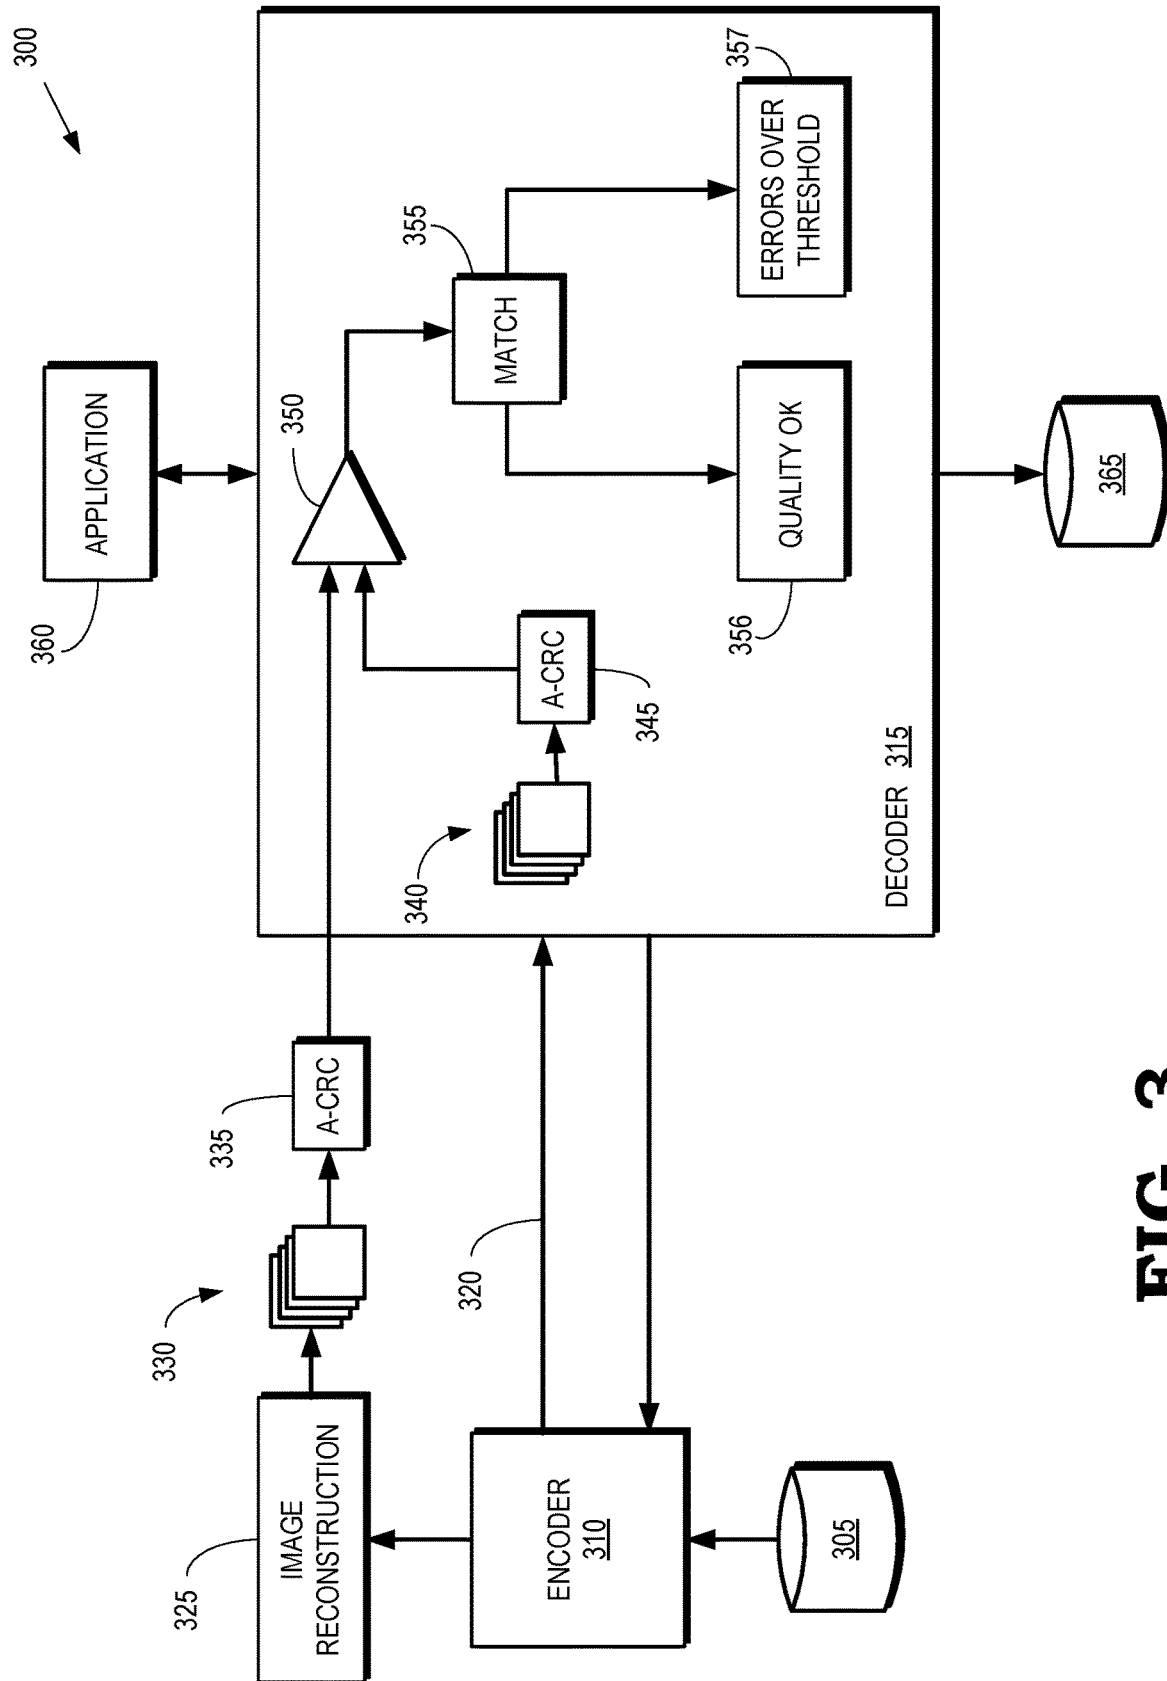 300
APPLICATION
360
350
355
MATCH
357
ERRORS OVER
THRESHOLD
356
QUALITY OK
A-CRC
345
340
DECODER 315
365
335
A-CRC
330
320
325
IMAGE
RECONSTRUCTION
ENCODER
310
305
FIG. 3